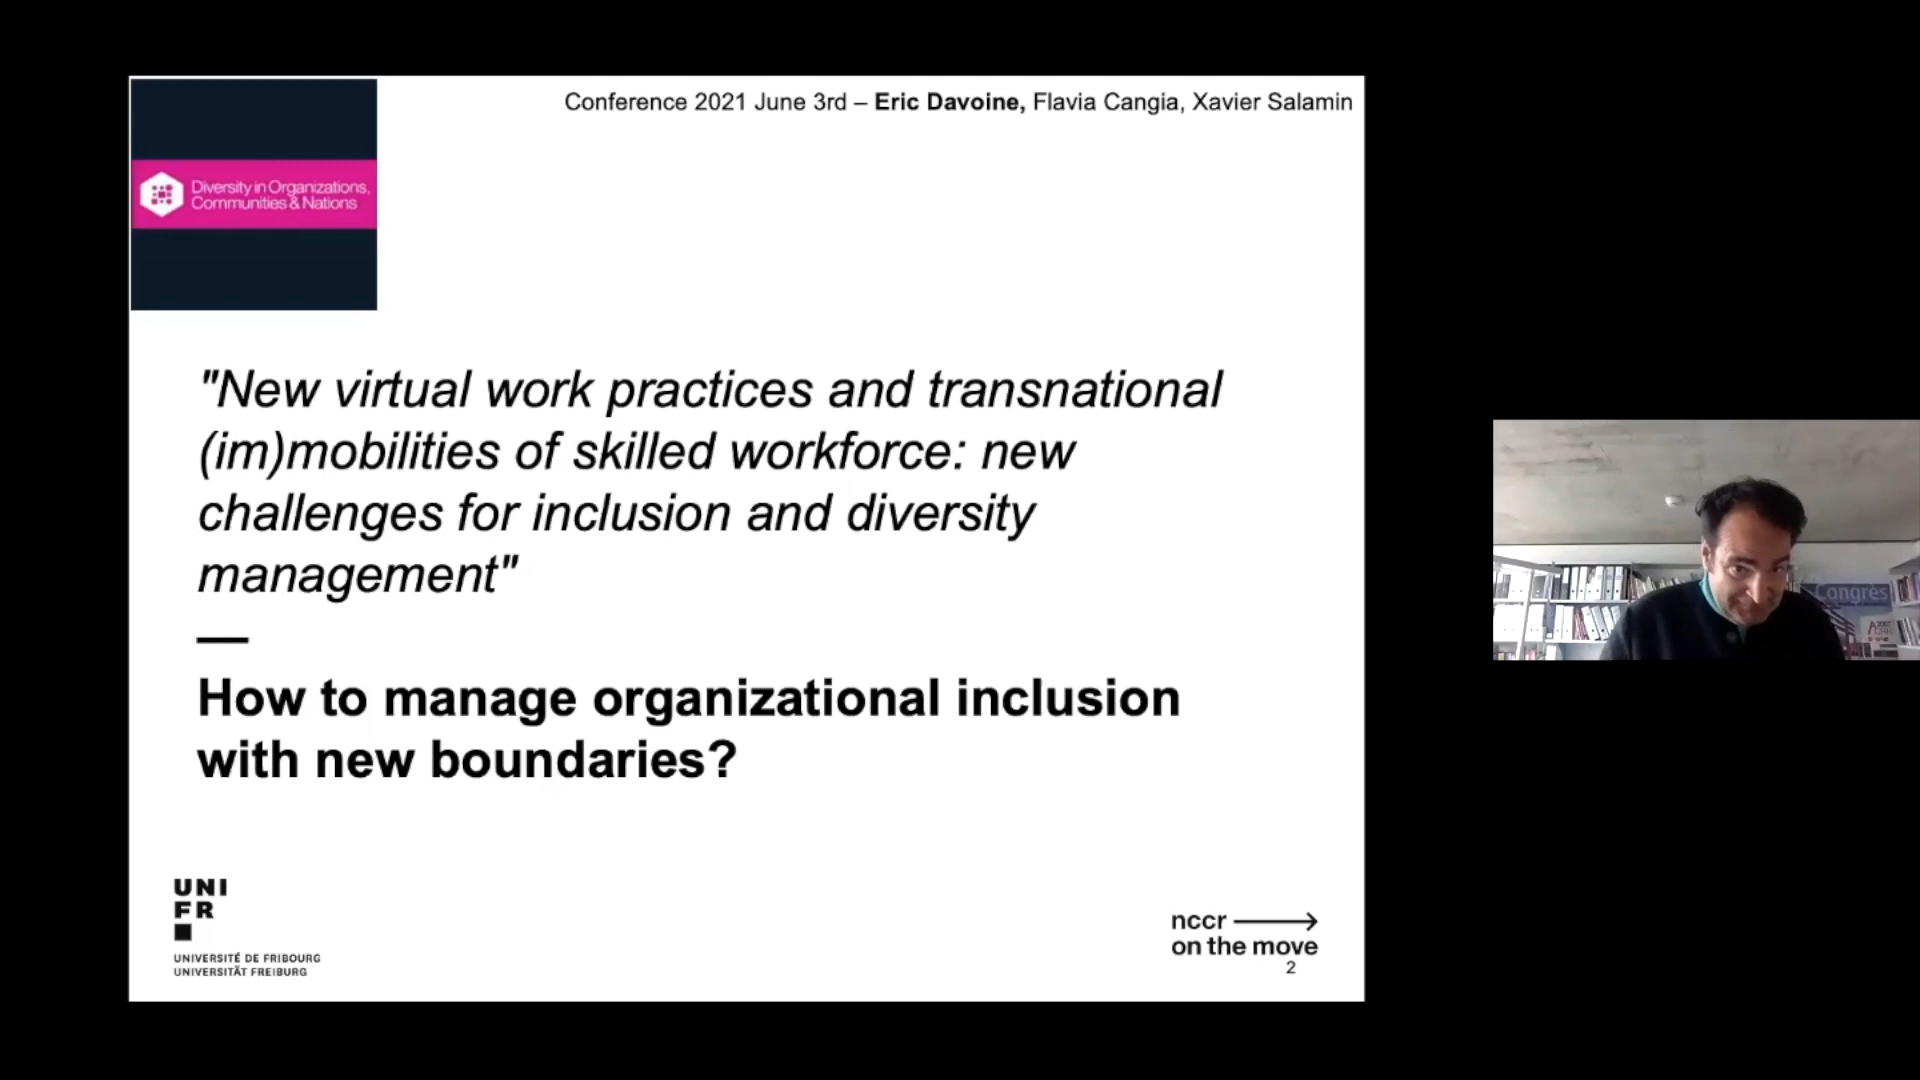 Conference 2021 June 3rd – Eric Davoine, Flavia Cangia, Xavier Salamin
Diversity in Organizations,
Communities & Nations
"New virtual work practices and transnational
(im)mobilities of skilled workforce: new
challenges for inclusion and diversity
management"
How to manage organizational inclusion
with new boundaries?
UNI
FR
UNIVERSITÉ DE FRIBOURG
UNIVERSITÄT FREIBURG
nccr
on the move
2
Congrès